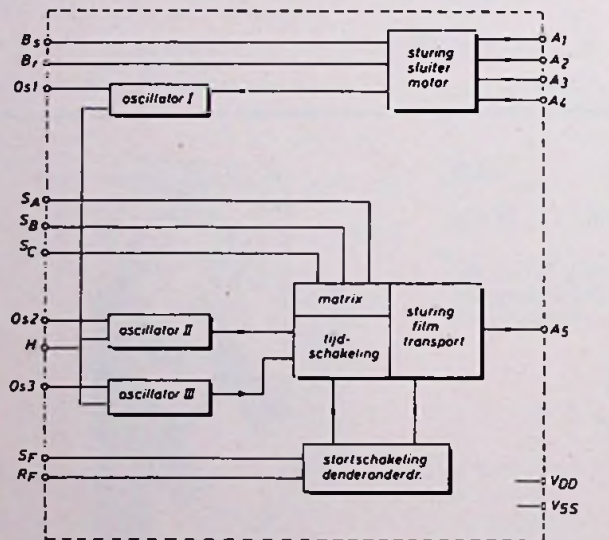 Bs
Br
Os1
oscillator I
sturing
sluiter
motor
A1
A2
A3
A4
SA
SB
SC
matrix
sturing
film
transport
tijd-
schakeling
Os2
H
Os3
oscillator II
oscillator III
A5
SF
RF
startschakeling
denderonderdr.
VDD
VSS